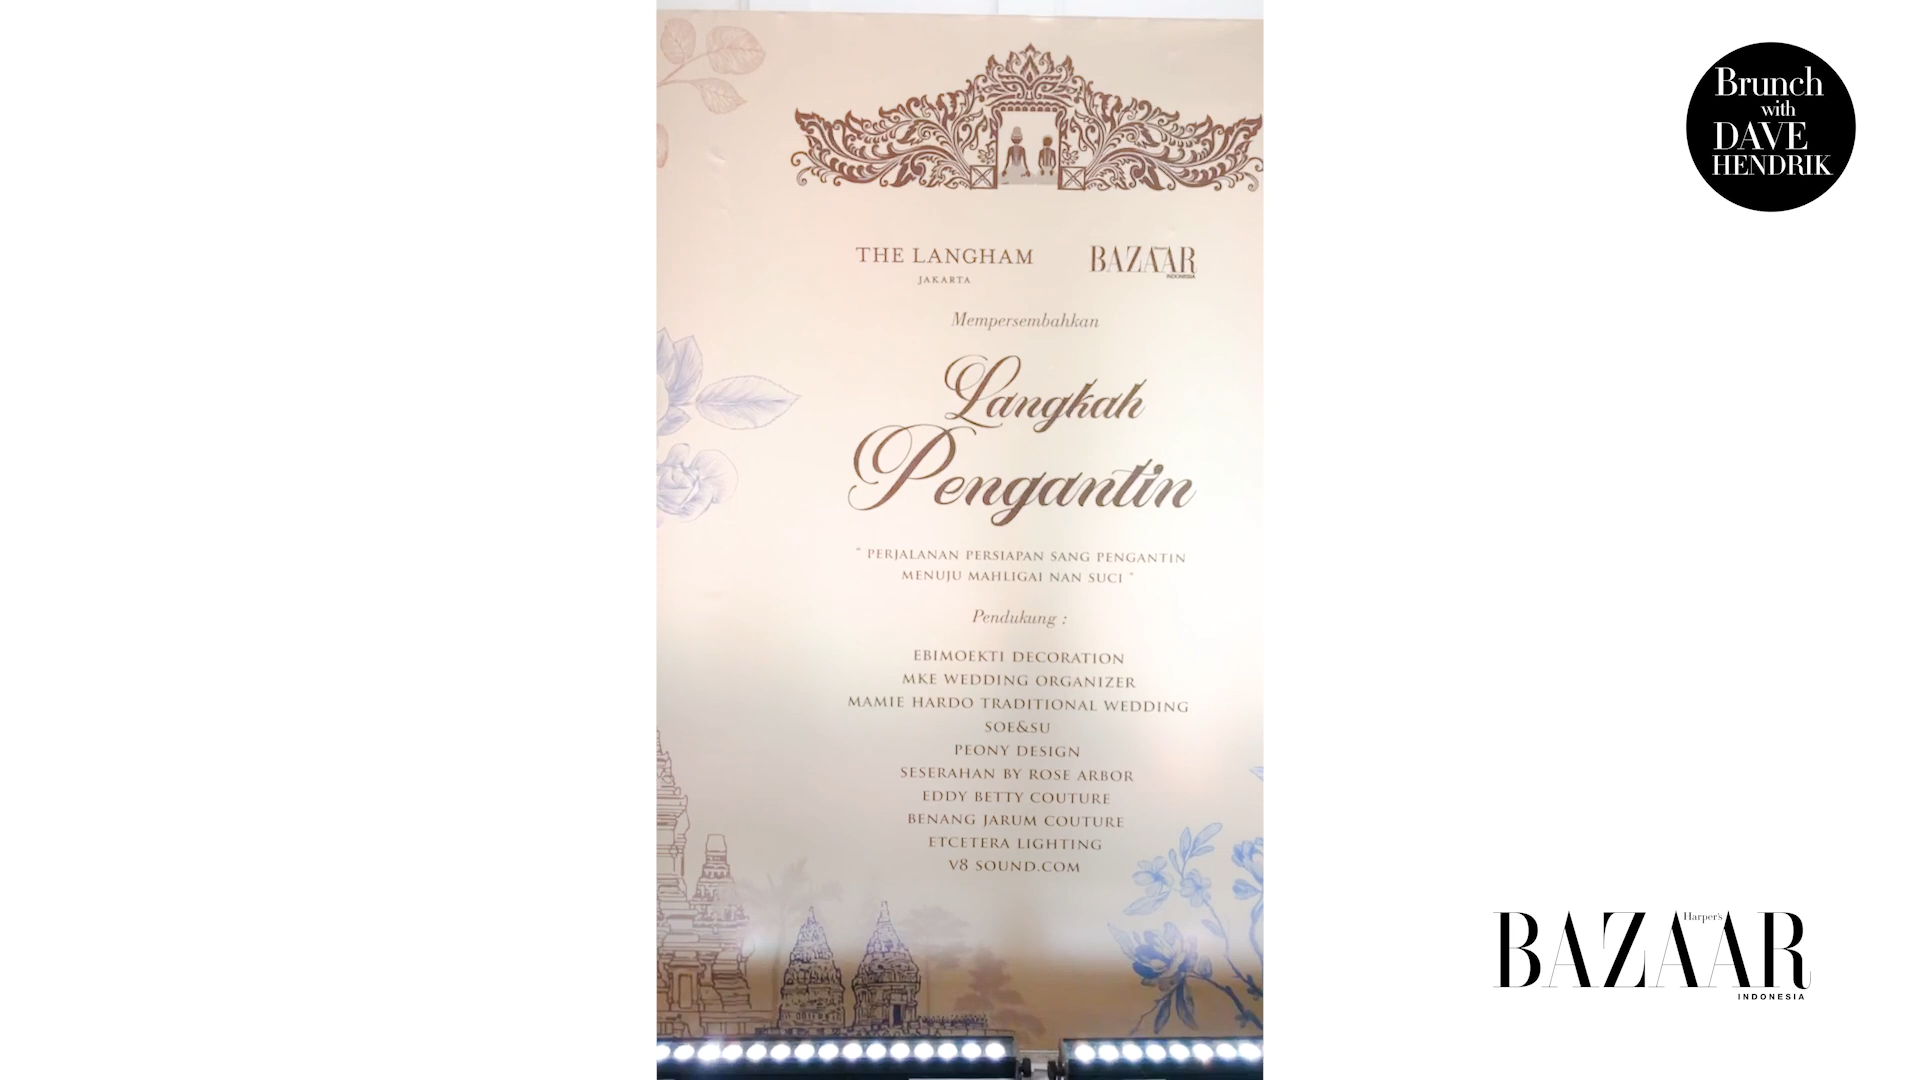 THE LANGHAM
JAKARTA
Harper's
BAZAAR
INDONESIA
Mempersembahkan
Langkah
Pengantin
" PERJALANAN PERSIAPAN SANG PENGANTIN
MENUJU MAHLIGAI NAN SUCI "
Pendukung :
EBIMOEKTI DECORATION
MKE WEDDING ORGANIZER
MAMIE HARDO TRADITIONAL WEDDING
SOE&SU
PEONY DESIGN
SESERAHAN BY ROSE ARBOR
EDDY BETTY COUTURE
BENANG JARUM COUTURE
ETCETERA LIGHTING
V8 SOUND.COM
Brunch
with
DAVE
HENDRIK
Harper's
BAZAAR
INDONESIA